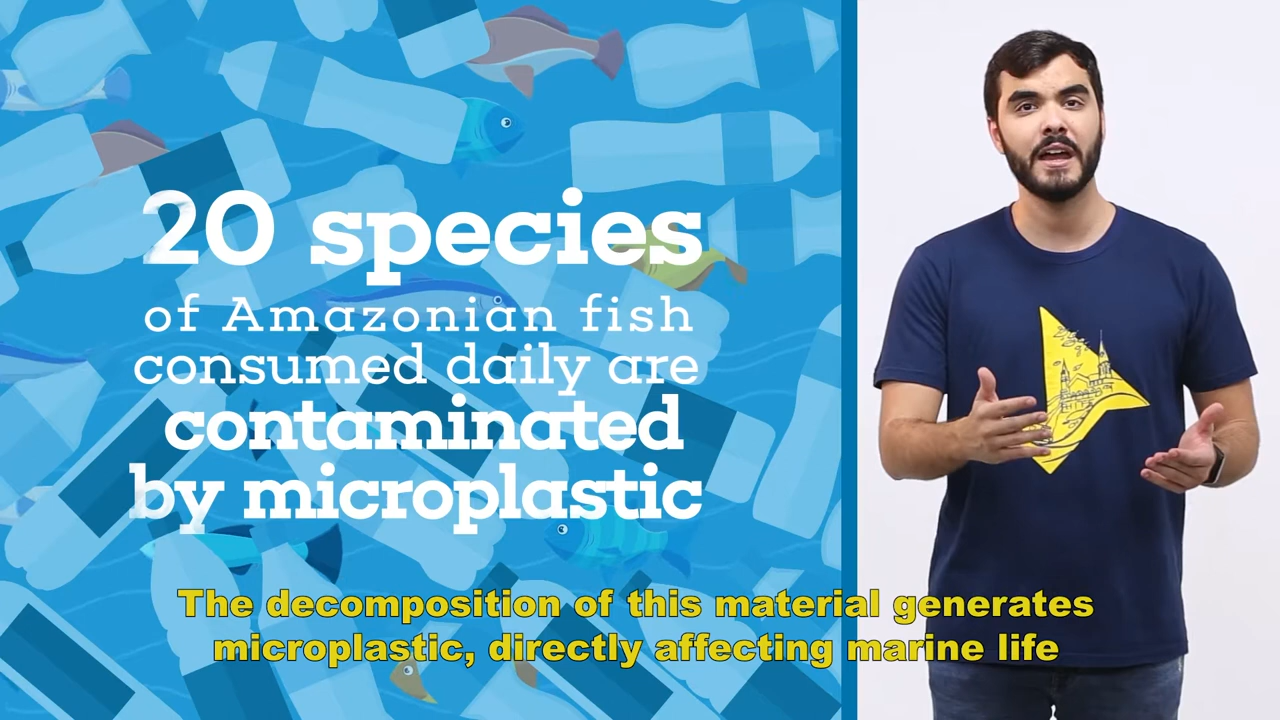 20 species
of Amazonian fish
consumed daily are
contaminated
by microplastic
The decomposition of this material generates
microplastic, directly affecting marine life